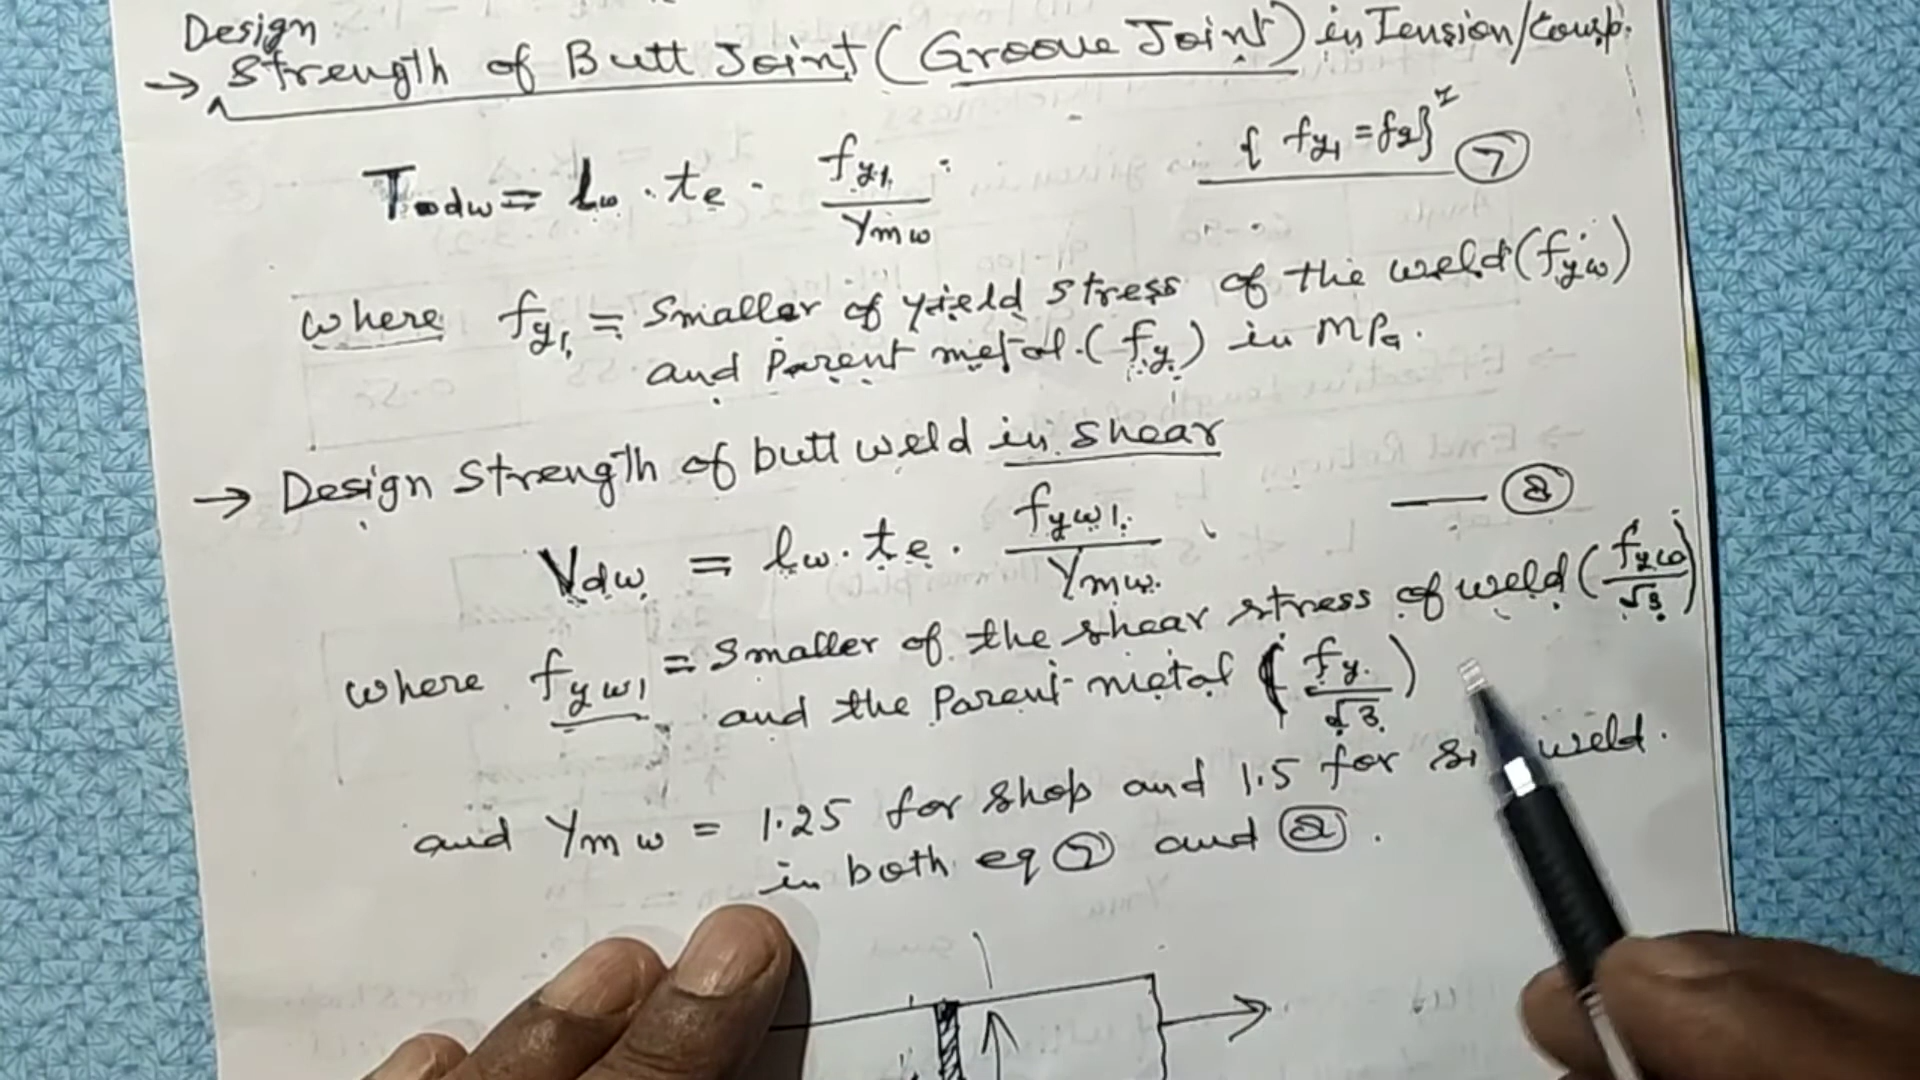 Design
→ Strength of Butt Joint (Groove Joint) in Tension/Comp.
Tdw = lw . te . fy1 / γmw { fy1 = fy } ⑦
where fy1 = Smaller of yield stress of the weld (fyw)
and Parent metal (fy) in MPa.
→ Design Strength of butt weld in shear
Vdw = lw . te . fyw1 / γmw ⑧
where fyw1 = Smaller of the shear stress of weld (fyw/√3)
and the Parent metal (fy/√3)
and γmw = 1.25 for shop and 1.5 for weld.
in both eq ⑦ and ⑧.